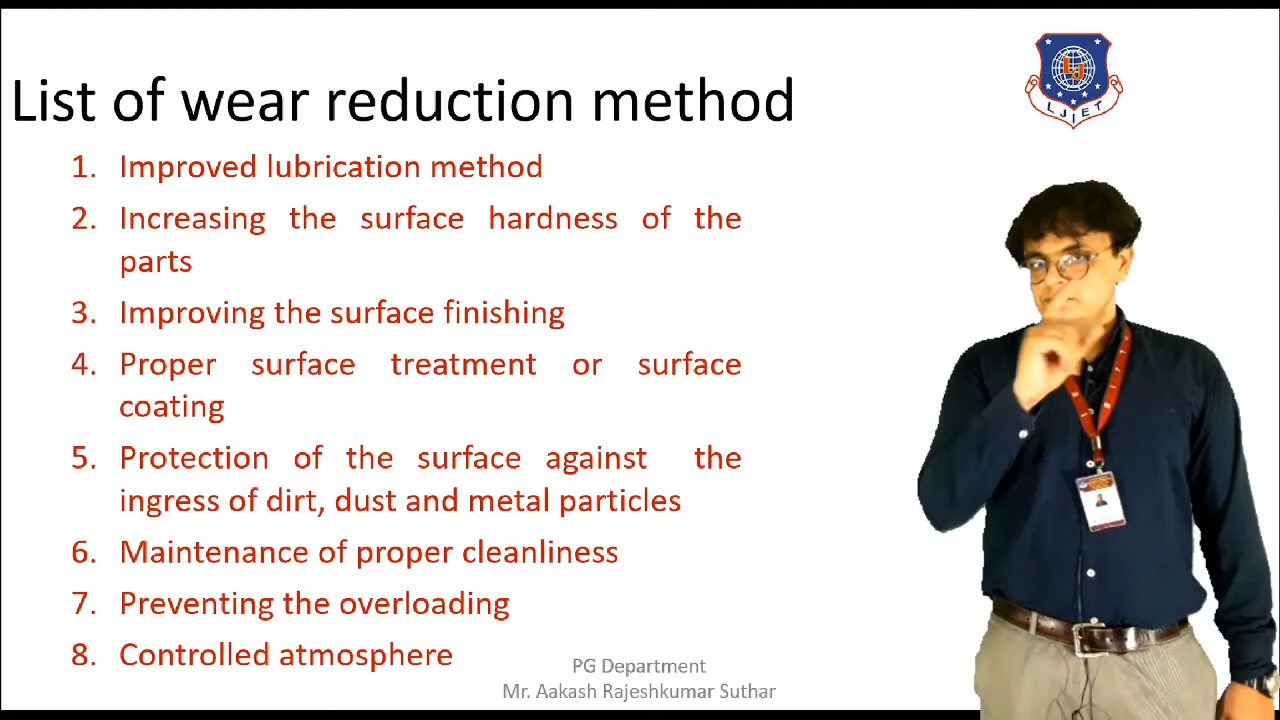 List of wear reduction method
LJ
LJIET
1. Improved lubrication method
2. Increasing the surface hardness of the
parts
3. Improving the surface finishing
4. Proper surface treatment or surface
coating
5. Protection of the surface against the
ingress of dirt, dust and metal particles
6. Maintenance of proper cleanliness
7. Preventing the overloading
8. Controlled atmosphere
PG Department
Mr. Aakash Rajeshkumar Suthar